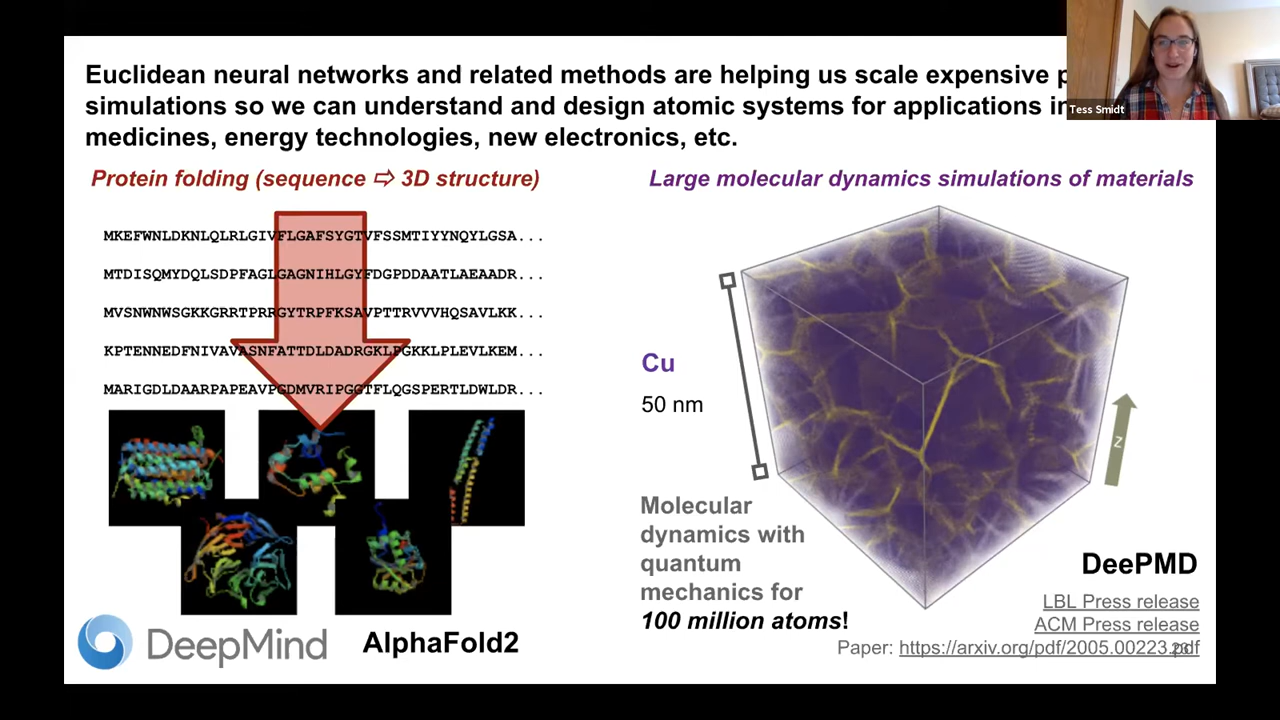 Euclidean neural networks and related methods are helping us scale expensive p
simulations so we can understand and design atomic systems for applications in
medicines, energy technologies, new electronics, etc.
Tess Smidt
Protein folding (sequence ⇨ 3D structure)
MKEFWNLDKNLQLRLGIVFLGAFSYGTVFSSMTIYYNQYLGSA...
MTDISQMYDQLSDPFAGLGAGNIHLGYFDGPDDAATLAEAADR...
MVSNWNWSGKKGRRTPRRGYTRPFKSAVPTTRVVVHQSAVLKK...
KPTENNEDFNIVAVASNFATTDLDADRGKLPGKKLPLEVLKEM...
MARIGDLDAARPAPEAVPGDMVRIPGGTFLQGSPERTLDWLDR...
DeepMind
AlphaFold2
Large molecular dynamics simulations of materials
Cu
50 nm
Z
Molecular
dynamics with
quantum
mechanics for
100 million atoms!
DeePMD
LBL Press release
ACM Press release
Paper: https://arxiv.org/pdf/2005.00223.pdf